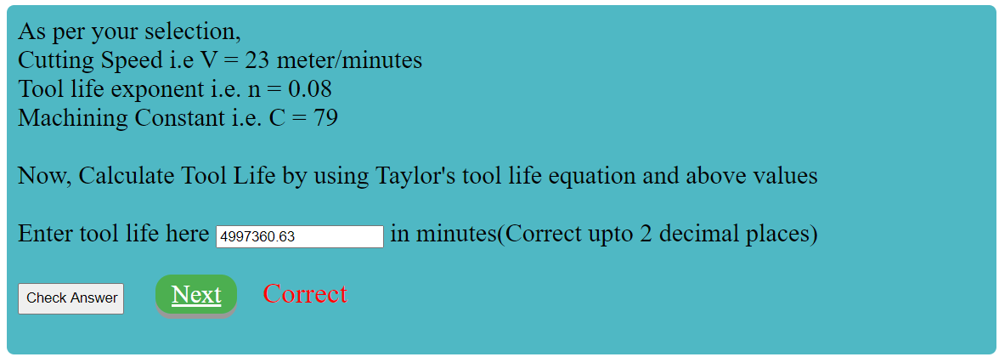 As per your selection,
Cutting Speed i.e V = 23 meter/minutes
Tool life exponent i.e. n = 0.08
Machining Constant i.e. C = 79
Now, Calculate Tool Life by using Taylor's tool life equation and above values
Enter tool life here 4997360.63 in minutes(Correct upto 2 decimal places)
Check Answer Next Correct